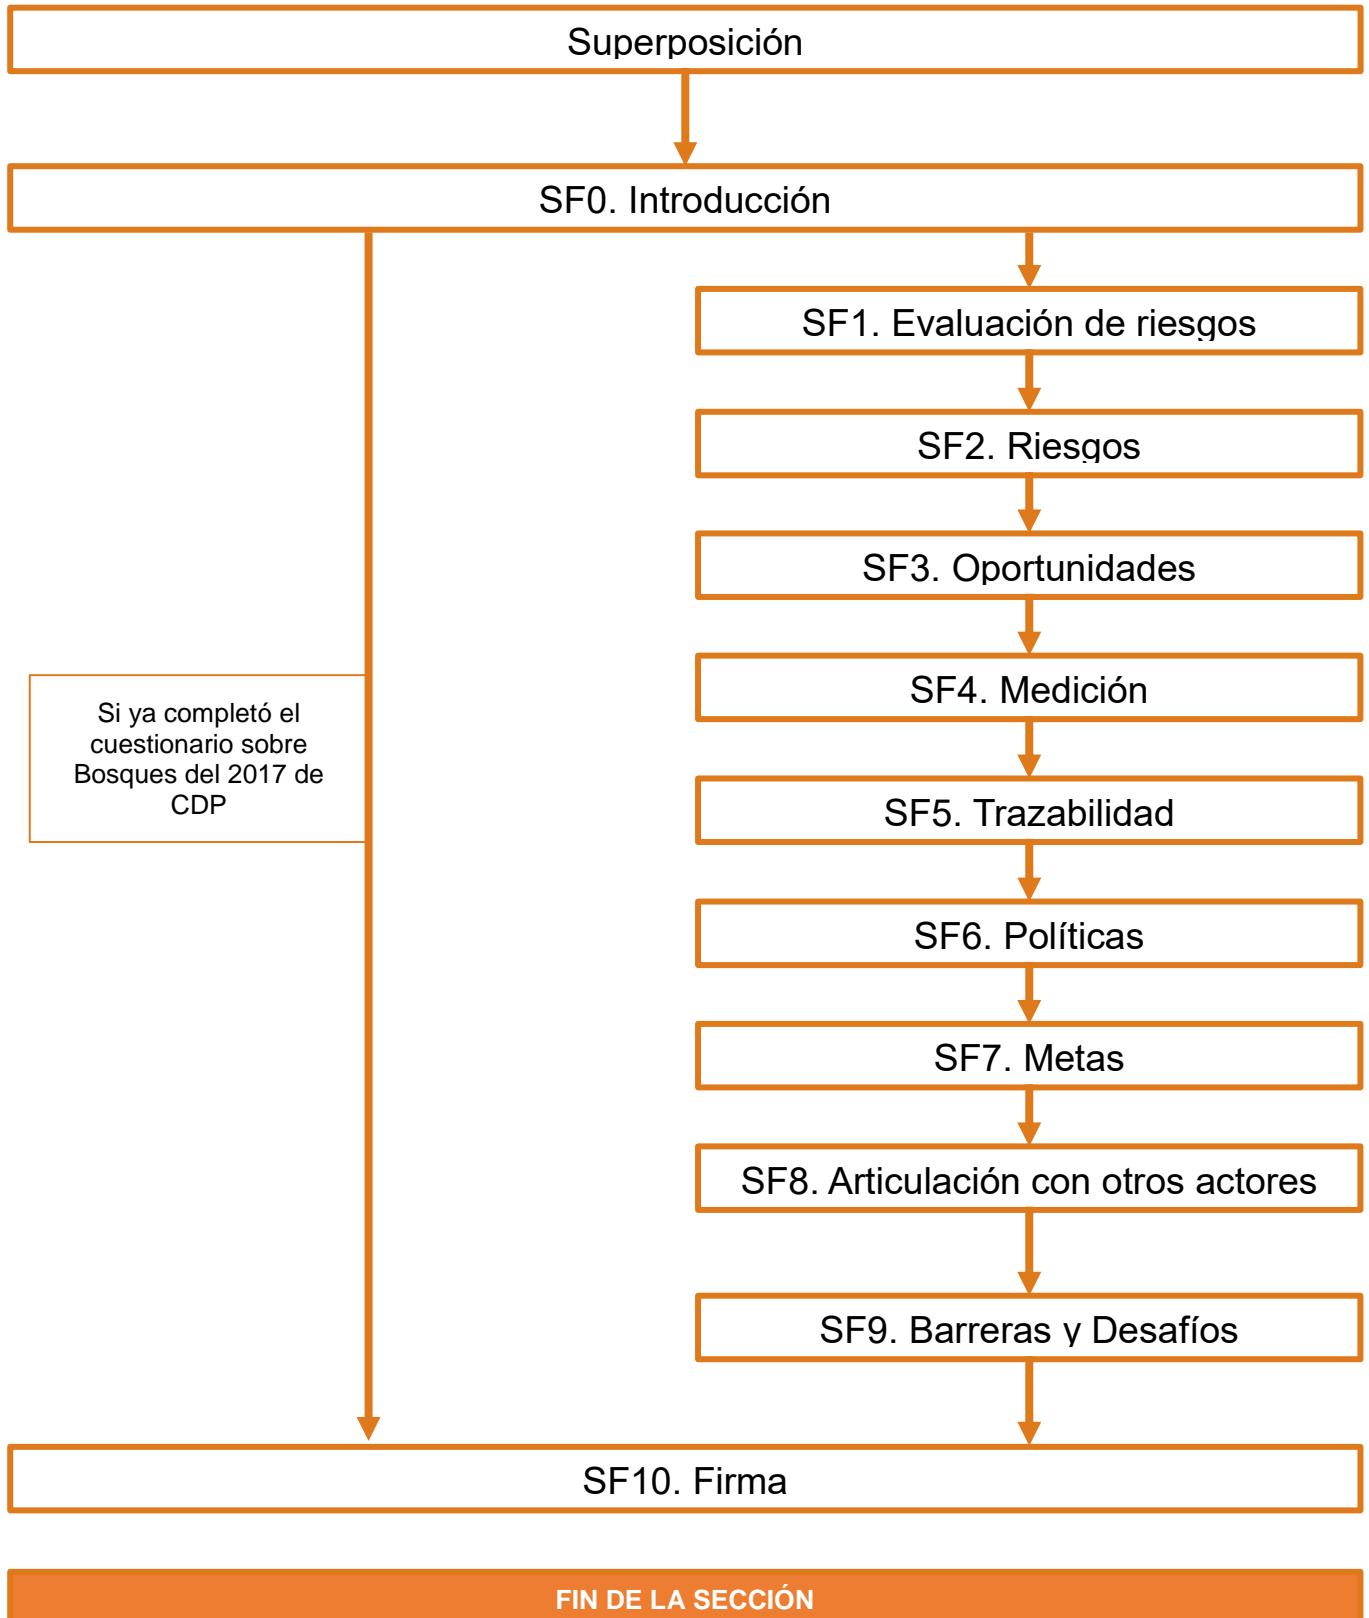 Superposición
SF0. Introducción
SF1. Evaluación de riesgos
SF2. Riesgos
SF3. Oportunidades
SF4. Medición
Si ya completó el
cuestionario sobre
Bosques del 2017 de
CDP
SF5. Trazabilidad
SF6. Políticas
SF7. Metas
SF8. Articulación con otros actores
SF9. Barreras y Desafíos
SF10. Firma
FIN DE LA SECCIÓN